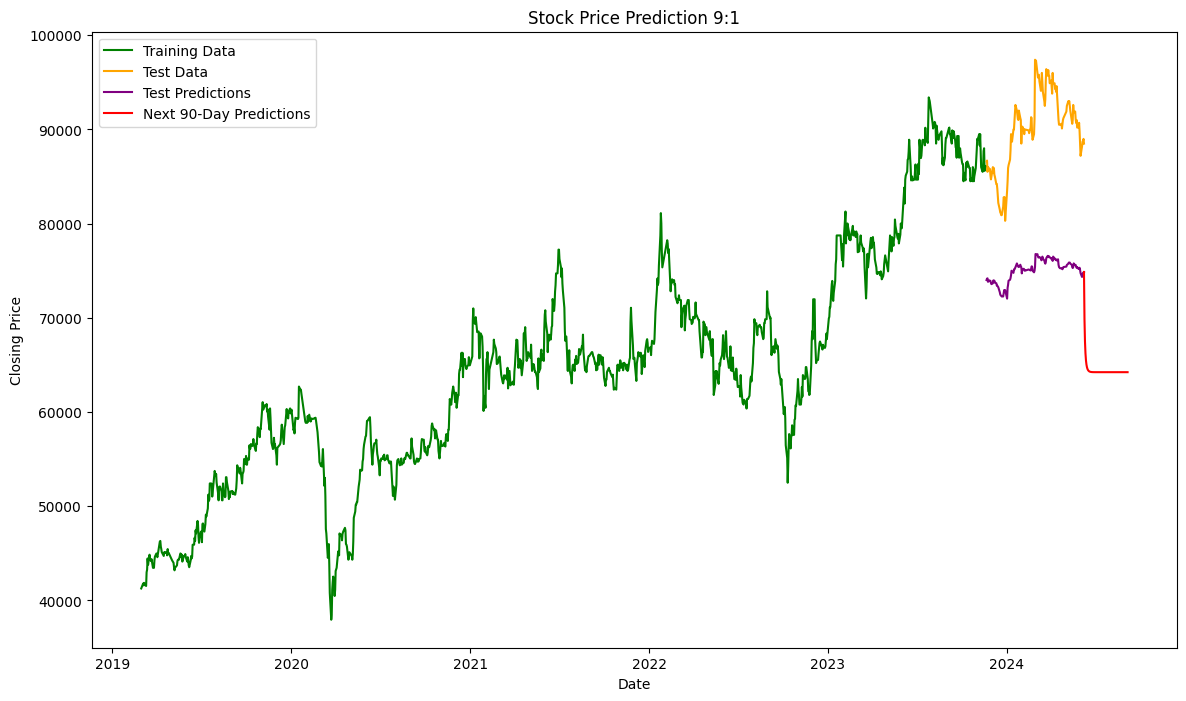 Stock Price Prediction 9:1
Training Data
Test Data
Test Predictions
Next 90-Day Predictions
Closing Price
100000
90000
80000
70000
60000
50000
40000
2019
2020
2021
2022
2023
2024
Date